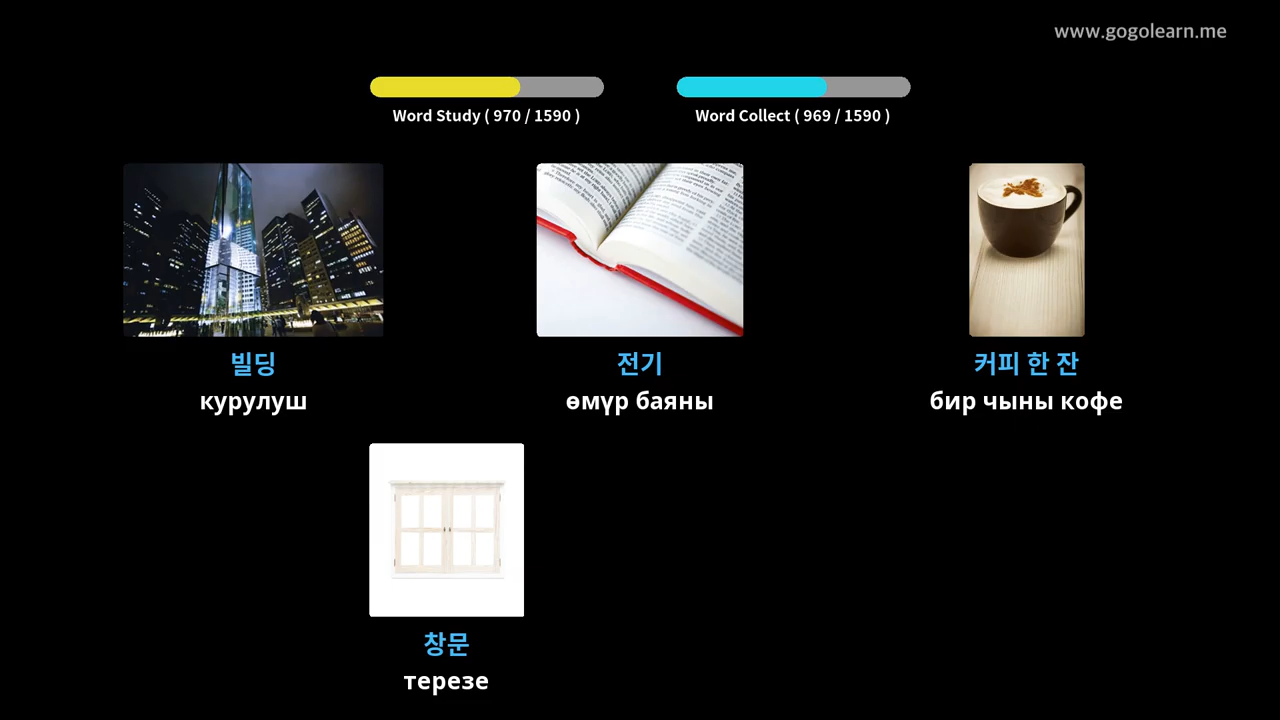 www.gogolearn.me
Word Study ( 970 / 1590 )
Word Collect ( 969 / 1590 )
빌딩
курулуш
전기
өмүр баяны
커피 한 잔
бир чыны кофе
창문
терезе